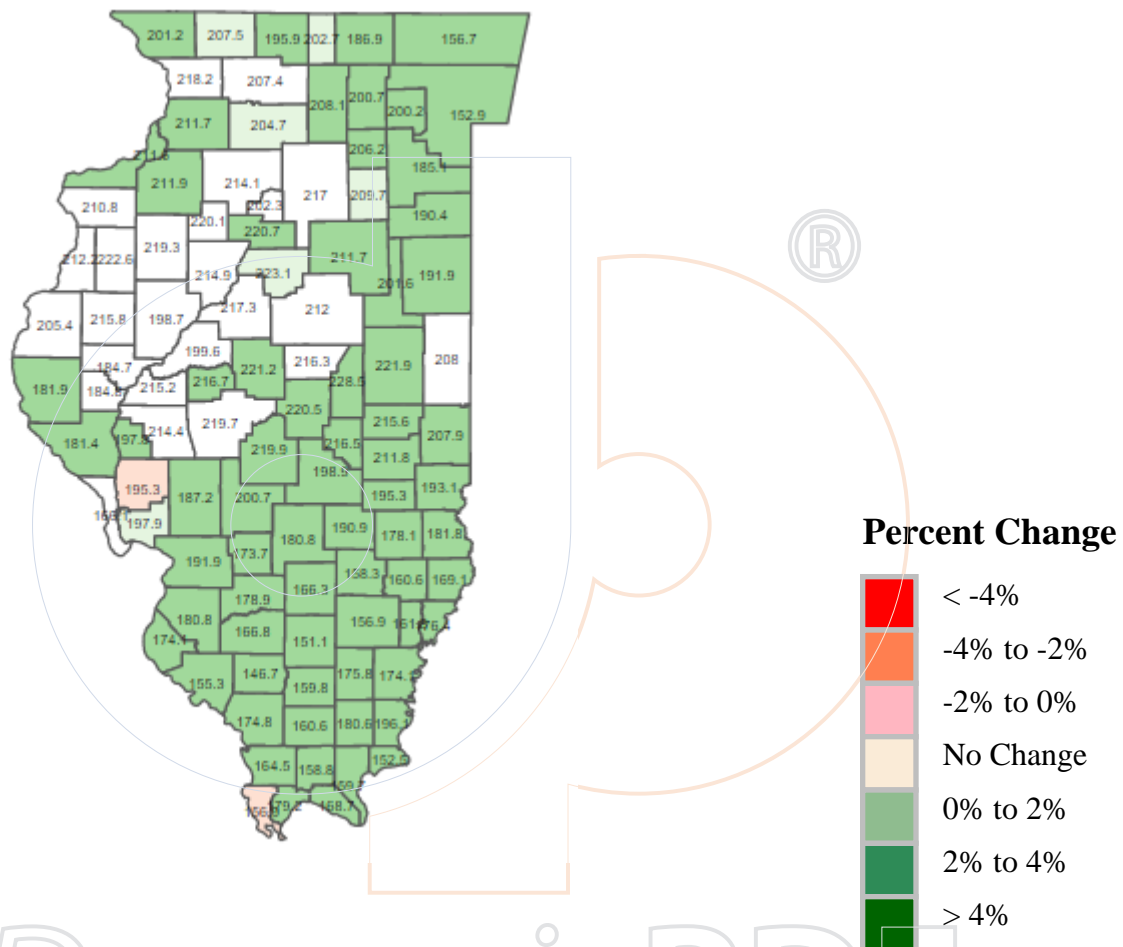 201.2 207.5 195.9 202.7 186.9 156.7
218.2 207.4
208.1 200.7 200.2 152.9
211.7 204.7
206.2
185.1
211.9 214.1 217 209.7
210.8 202.3 190.4
220.1 220.7
219.3
212.2 222.6 211.7
214.9 223.1 201.6 191.9
217.3 212
205.4 215.8 198.7
199.6 216.3 208
184.7 221.2 221.9
181.9 184.8 215.2 216.7 228.5
220.5
219.7 215.6
214.4 207.9
181.4 216.5
219.9 211.8
198.5
195.3 187.2 200.7 195.3 193.1
197.9 190.9
180.8 178.1 181.8
191.9 173.7
166.3 160.6 169.1
178.9
180.8 166.8 156.9
174.1 151.1
146.7 175.8
155.3 159.8
174.8 160.6 180.6 196.1
164.5 158.8
168.7
®
Percent Change
< -4%
-4% to -2%
-2% to 0%
No Change
0% to 2%
2% to 4%
> 4%